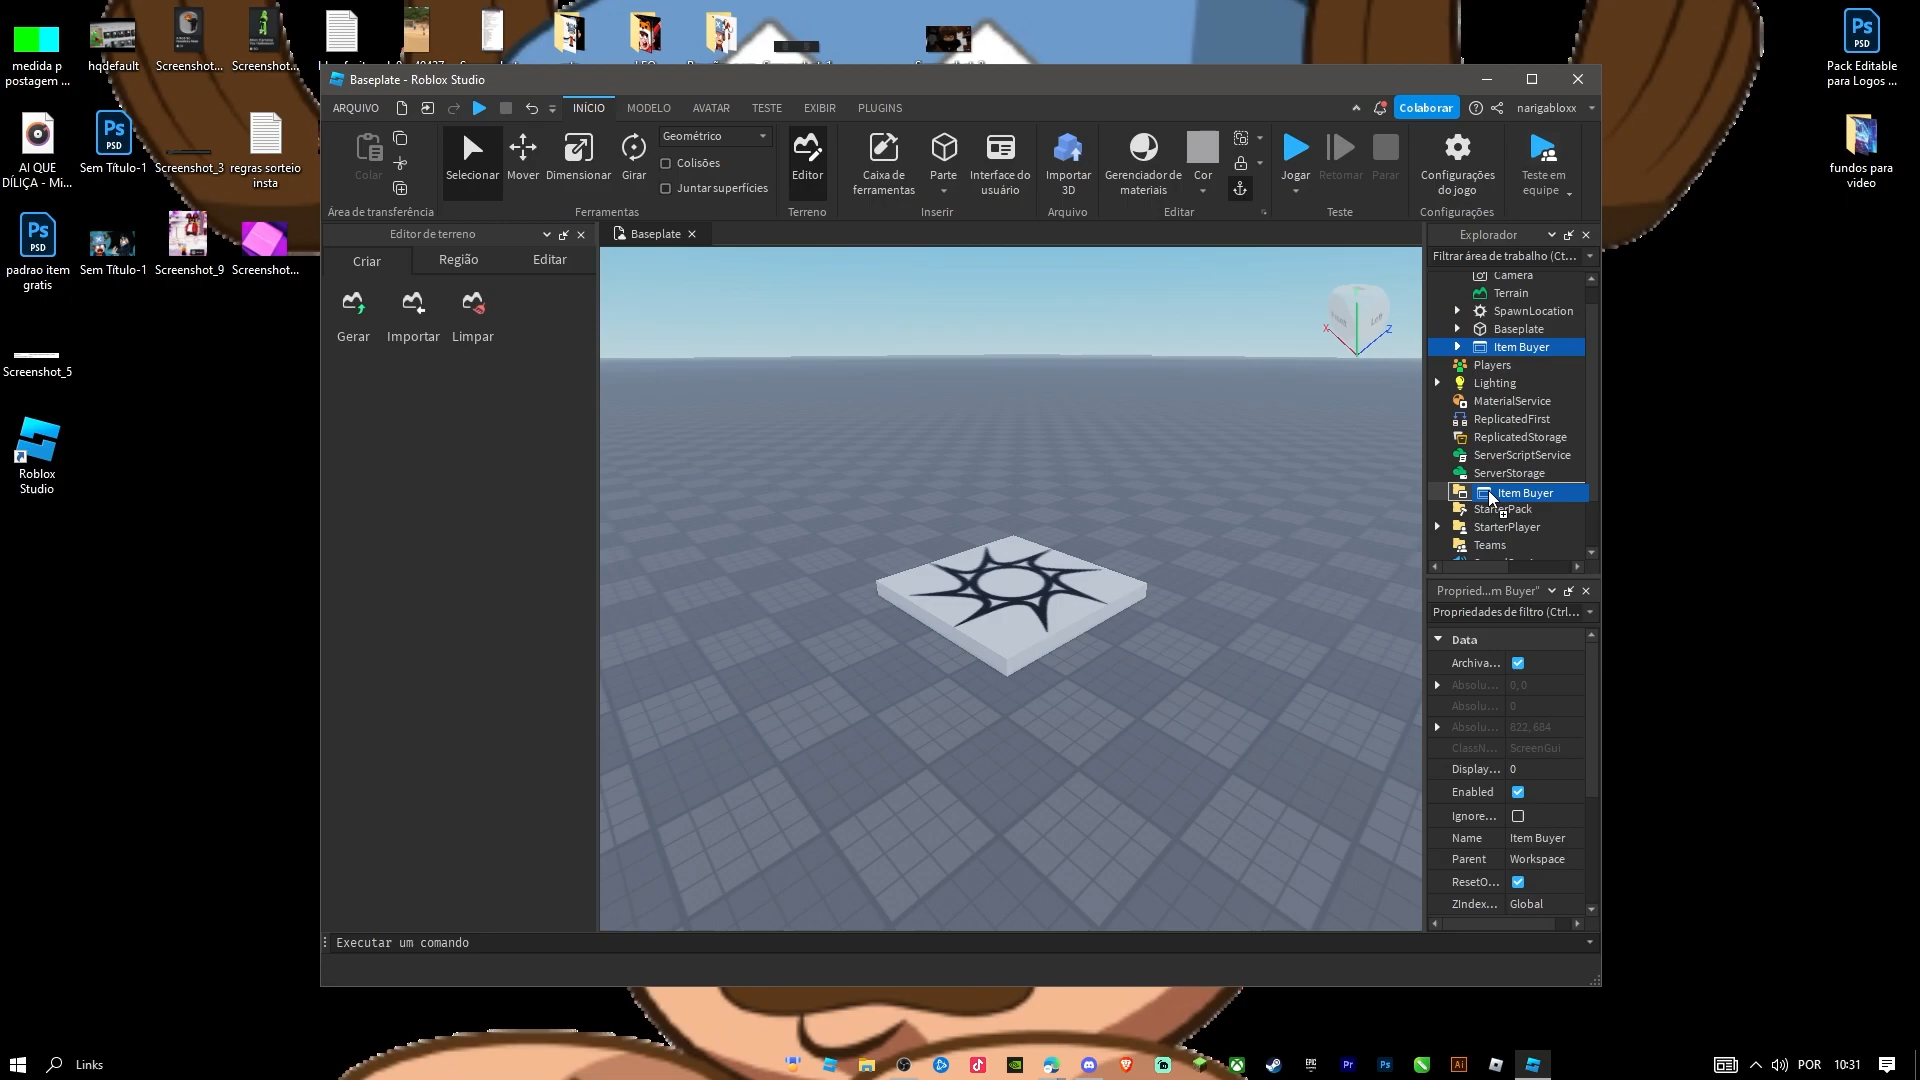 medida p
postagem ...
hqdefault
Screenshot...
Screenshot...
Pack Editable
para Logos ...
AI QUE
DÍLIÇA - Mi...
Sem Título-1
Screenshot_3
regras sorteio
insta
fundos para
video
padrao item
gratis
Sem Título-1
Screenshot_9
Screenshot...
Screenshot_5
Roblox
Studio
Baseplate - Roblox Studio
ARQUIVO
INÍCIO
MODELO
AVATAR
TESTE
EXIBIR
PLUGINS
Colaborar
narigabloxx
Colar
Selecionar
Mover
Dimensionar
Girar
Geométrico
Colisões
Juntar superfícies
Editor
Caixa de
ferramentas
Parte
Interface do
usuário
Importar
3D
Gerenciador de
materiais
Cor
Jogar
Retomar
Parar
Configurações
do jogo
Teste em
equipe
Área de transferência
Ferramentas
Terreno
Inserir
Arquivo
Editar
Teste
Configurações
Editor de terreno
Criar
Região
Editar
Gerar
Importar
Limpar
Baseplate
Explorador
Filtrar área de trabalho (Ct...
Camera
Terrain
SpawnLocation
Baseplate
Item Buyer
Players
Lighting
MaterialService
ReplicatedFirst
ReplicatedStorage
ServerScriptService
ServerStorage
Item Buyer
StarterPack
StarterPlayer
Teams
Propried...m Buyer"
Propriedades de filtro (Ctrl...
Data
Archiva...
Absolu... 0, 0
Absolu... 0
Absolu... 822, 684
ClassN... ScreenGui
Display... 0
Enabled
Ignore...
Name Item Buyer
Parent Workspace
ResetO...
ZIndex... Global
Executar um comando
Links
POR
10:31